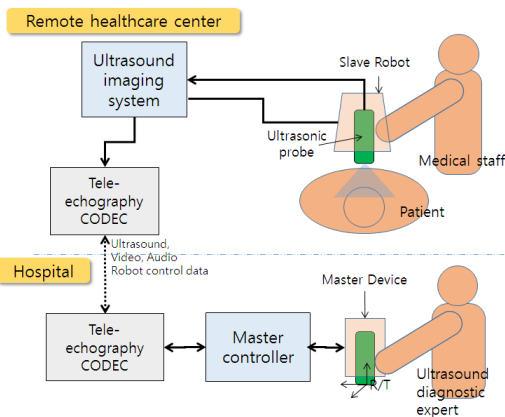 Remote healthcare center
Ultrasound
imaging
system
Slave Robot
Ultrasonic
probe
Medical staff
Patient
Tele-
echography
CODEC
Ultrasound,
Video, Audio
Robot control data
Hospital
Master Device
Tele-
echography
CODEC
Master
controller
R/T
Ultrasound
diagnostic
expert